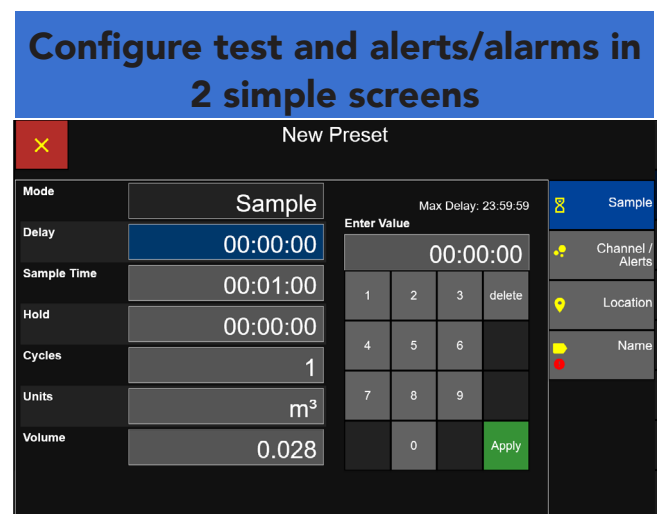 Configure test and alerts/alarms in
2 simple screens
New Preset
Mode
Sample
Delay
00:00:00
Sample Time
00:01:00
Hold
00:00:00
Cycles
1
Units
m³
Volume
0.028
Max Delay: 23:59:59
Enter Value
00:00:00
1 2 3 delete
4 5 6
7 8 9
0 Apply
Sample
Channel /
Alerts
Location
Name